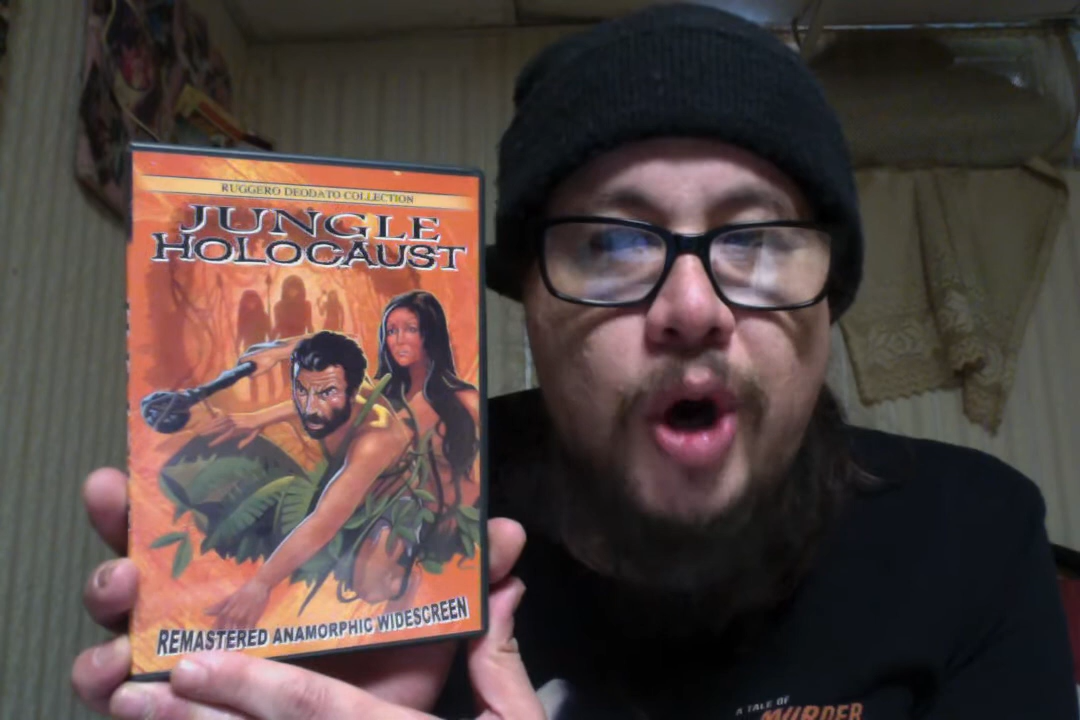 RUGGERO DEODATO COLLECTION
JUNGLE
HOLOCAUST
REMASTERED ANAMORPHIC WIDESCREEN
A TALE OF
MURDER